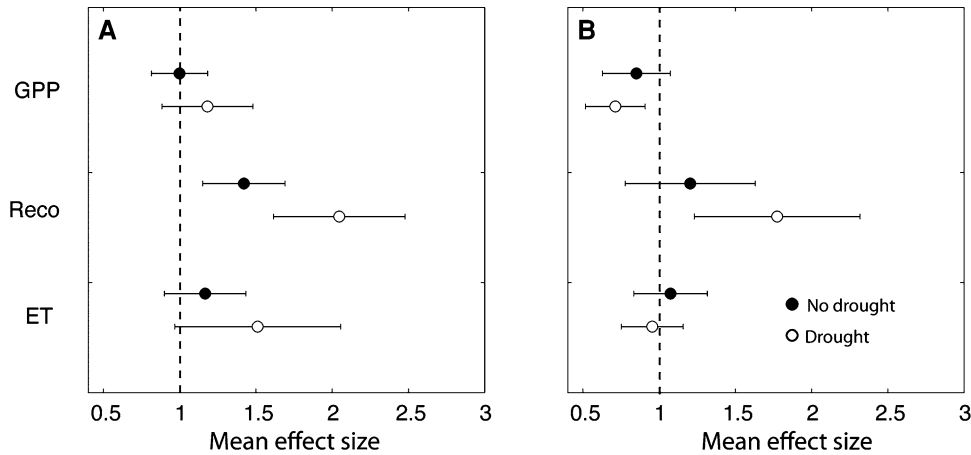 A
B
GPP
Reco
ET
No drought
Drought
0.5 1 1.5 2 2.5 3
0.5 1 1.5 2 2.5 3
Mean effect size
Mean effect size